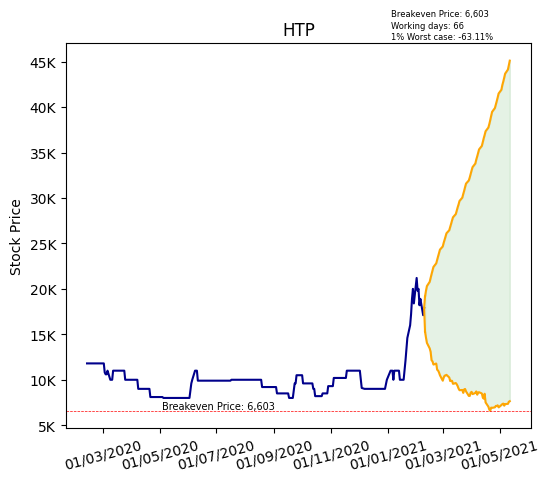 Breakeven Price: 6,603
Working days: 66
1% Worst case: -63.11%
HTP
Stock Price
45K
40K
35K
30K
25K
20K
15K
10K
5K
Breakeven Price: 6,603
01/03/2020
01/05/2020
01/07/2020
01/09/2020
01/11/2020
01/01/2021
01/03/2021
01/05/2021